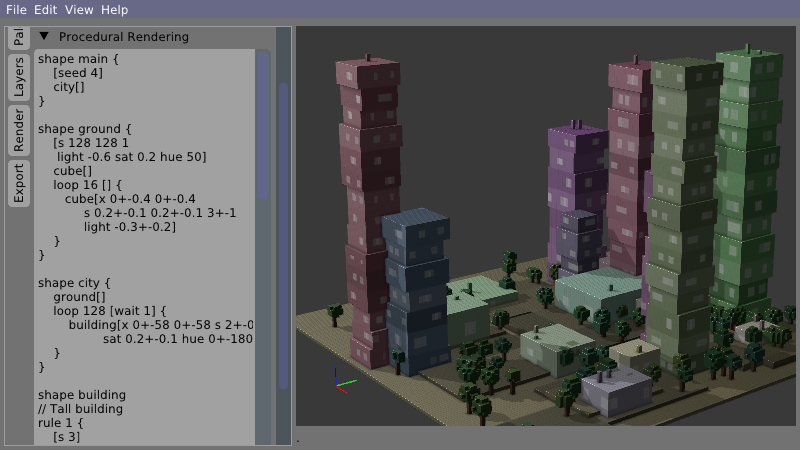 File Edit View Help
Layers
Render
Export
Procedural Rendering
shape main {
[seed 4]
city[]
}
shape ground {
[s 128 128 1
light -0.6 sat 0.2 hue 50]
cube[]
loop 16 [] {
cube[x 0+-0.4 0+-0.4
s 0.2+-0.1 0.2+-0.1 3+-1
light -0.3+-0.2]
}
}
shape city {
ground[]
loop 128 [wait 1] {
building[x 0+-58 0+-58 s 2+-0
sat 0.2+-0.1 hue 0+-180
}
}
shape building
// Tall building
rule 1 {
[s 3]